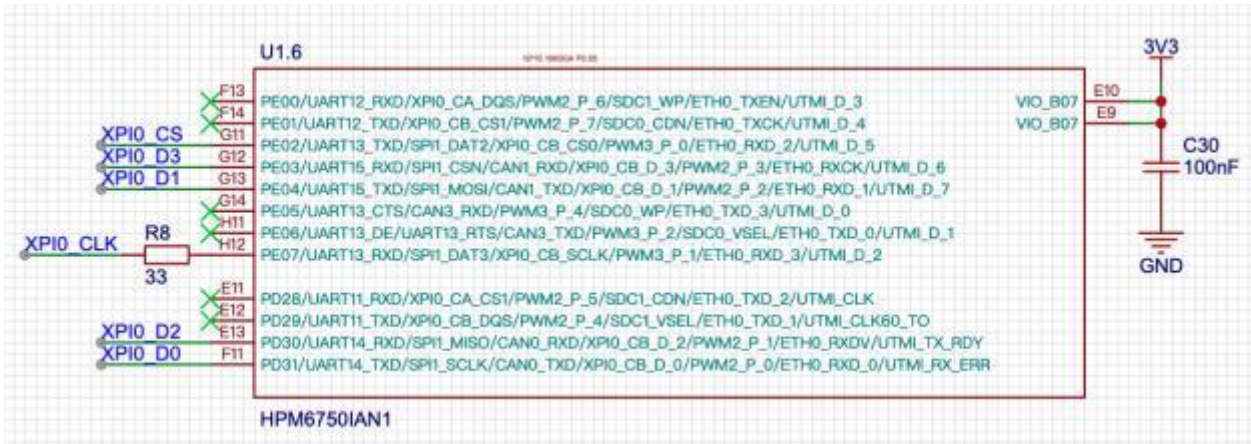 U1.6
3V3
F13 PE00/UART12_RXD/XPI0_CA_DQS/PWM2_P_6/SDC1_WP/ETH0_TXEN/UTMI_D_3 VIO_B07 E10
F14 PE01/UART12_TXD/XPI0_CB_CS1/PWM2_P_7/SDC0_CDN/ETH0_TXCK/UTMI_D_4 VIO_B07 E9
XPI0_CS G11 PE02/UART13_TXD/SPI1_DAT2/XPI0_CB_CS0/PWM3_P_0/ETH0_RXD_2/UTMI_D_5
XPI0_D3 G12 PE03/UART15_RXD/SPI1_CSN/CAN1_RXD/XPI0_CB_D_3/PWM2_P_3/ETH0_RXCK/UTMI_D_6
XPI0_D1 G13 PE04/UART15_TXD/SPI1_MOSI/CAN1_TXD/XPI0_CB_D_1/PWM2_P_2/ETH0_RXD_1/UTMI_D_7
C30
100nF
G14 PE05/UART13_CTS/CAN3_RXD/PWM3_P_4/SDC0_WP/ETH0_TXD_3/UTMI_D_0
H11 PE06/UART13_DE/UART13_RTS/CAN3_TXD/PWM3_P_2/SDC0_VSEL/ETH0_TXD_0/UTMI_D_1
XPI0_CLK R8 H12 PE07/UART13_RXD/SPI1_DAT3/XPI0_CB_SCLK/PWM3_P_1/ETH0_RXD_3/UTMI_D_2
33
GND
E11 PD28/UART11_RXD/XPI0_CA_CS1/PWM2_P_5/SDC1_CDN/ETH0_TXD_2/UTMI_CLK
E12 PD29/UART11_TXD/XPI0_CB_DQS/PWM2_P_4/SDC1_VSEL/ETH0_TXD_1/UTMI_CLK60_TO
XPI0_D2 E13 PD30/UART14_RXD/SPI1_MISO/CAN0_RXD/XPI0_CB_D_2/PWM2_P_1/ETH0_RXDV/UTMI_TX_RDY
XPI0_D0 F11 PD31/UART14_TXD/SPI1_SCLK/CAN0_TXD/XPI0_CB_D_0/PWM2_P_0/ETH0_RXD_0/UTMI_RX_ERR
HPM6750IAN1